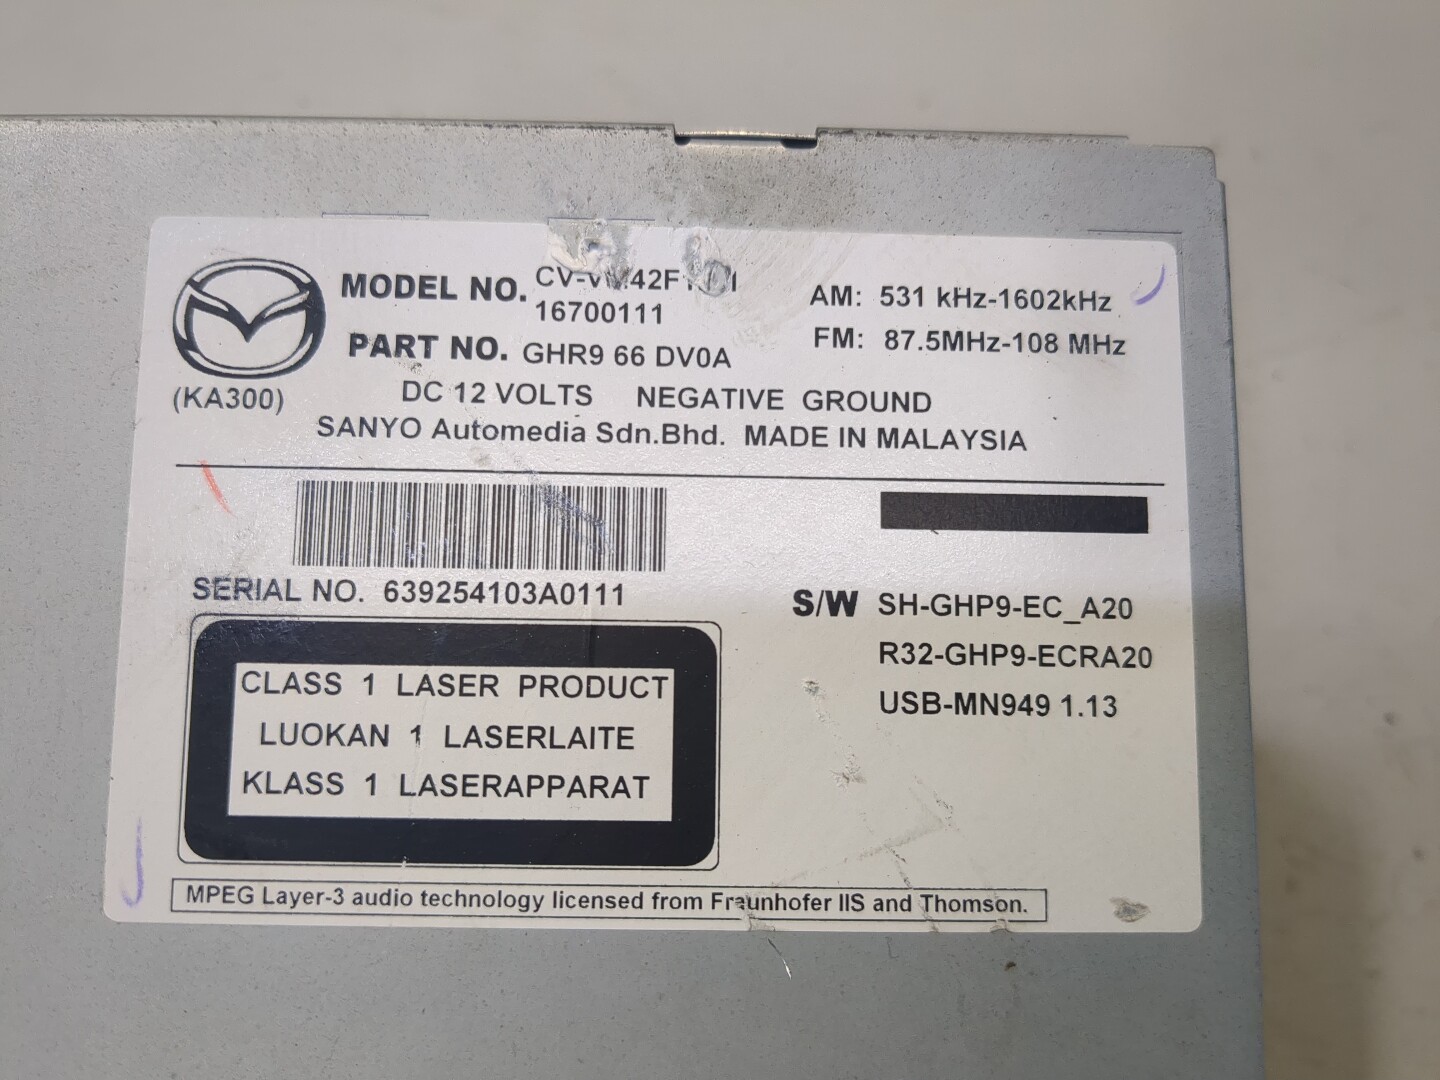 MODEL NO.
16700111
AM: 531 kHz-1602kHz
FM: 87.5MHz-108 MHz
PART NO. GHR9 66 DV0A
(KA300)
DC 12 VOLTS NEGATIVE GROUND
SANYO Automedia Sdn.Bhd. MADE IN MALAYSIA
SERIAL NO. 639254103A0111
S/W SH-GHP9-EC_A20
R32-GHP9-ECRA20
USB-MN949 1.13
CLASS 1 LASER PRODUCT
LUOKAN 1 LASERLAITE
KLASS 1 LASERAPPARAT
MPEG Layer-3 audio technology licensed from Fraunhofer IIS and Thomson.